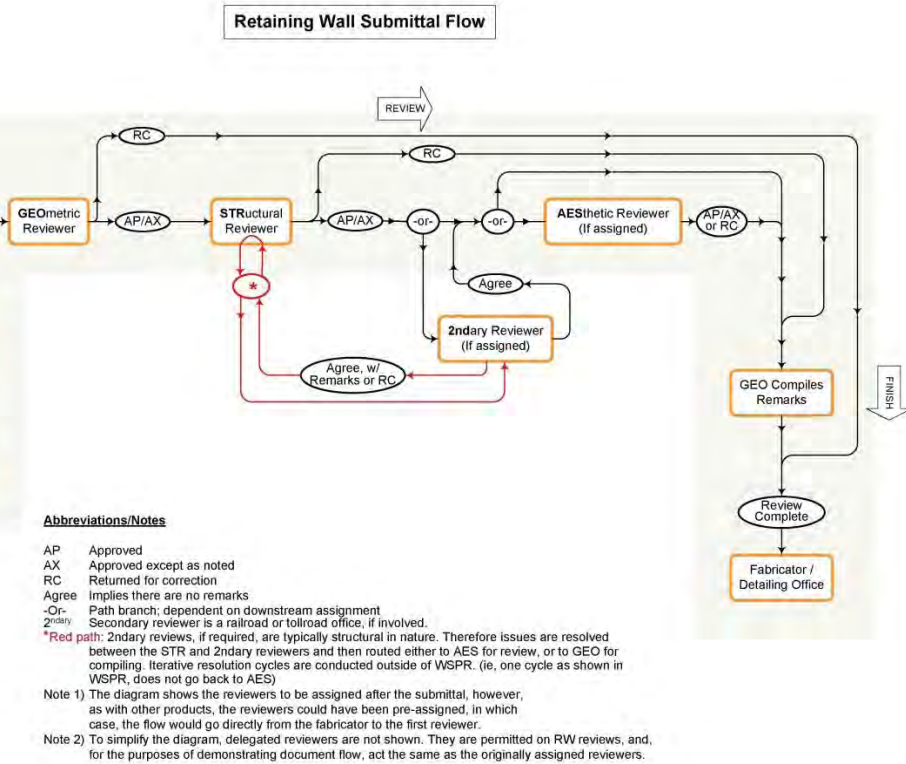 Retaining Wall Submittal Flow
REVIEW
RC
RC
GEOmetric
Reviewer
AP/AX
STRuctural
Reviewer
AP/AX
-or-
-or-
AESthetic Reviewer
(If assigned)
AP/AX
or RC
*
Agree
2ndary Reviewer
(If assigned)
Agree, w/
Remarks or RC
GEO Compiles
Remarks
FINISH
Review
Complete
Fabricator /
Detailing Office
Abbreviations/Notes
AP Approved
AX Approved except as noted
RC Returned for correction
Agree Implies there are no remarks
-Or- Path branch; dependent on downstream assignment
2ndary Secondary reviewer is a railroad or tollroad office, if involved.
*Red path: 2ndary reviews, if required, are typically structural in nature. Therefore issues are resolved
between the STR and 2ndary reviewers and then routed either to AES for review, or to GEO for
compiling. Iterative resolution cycles are conducted outside of WSPR. (ie, one cycle as shown in
WSPR, does not go back to AES)
Note 1) The diagram shows the reviewers to be assigned after the submittal, however,
as with other products, the reviewers could have been pre-assigned, in which
case, the flow would go directly from the fabricator to the first reviewer.
Note 2) To simplify the diagram, delegated reviewers are not shown. They are permitted on RW reviews, and,
for the purposes of demonstrating document flow, act the same as the originally assigned reviewers.